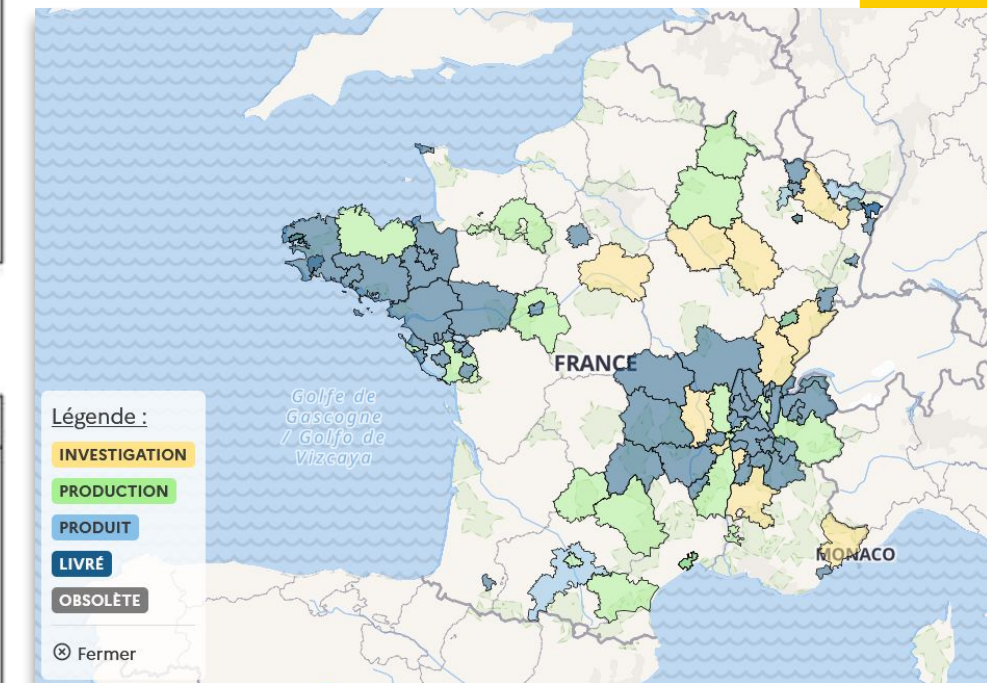 FRANCE
Golfe de
Gascogne
/ Golfo de
Vizcaya
MONACO
Légende :
INVESTIGATION
PRODUCTION
PRODUIT
LIVRÉ
OBSOLÈTE
Fermer